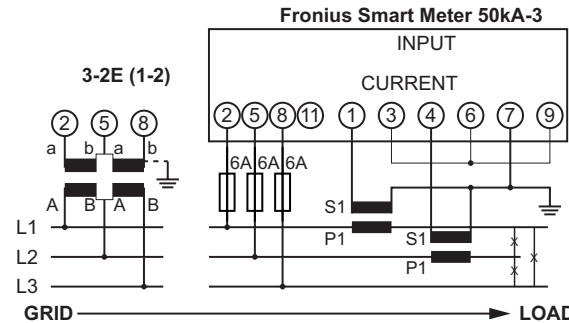 Fronius Smart Meter 50kA-3
INPUT
CURRENT
3-2E (1-2)
2 5 8
a b a b
A B A B
2 5 8 11 1 3 4 6 7 9
6A 6A 6A
S1
P1
S1
P1
L1
L2
L3
x
x
x
GRID
LOAD